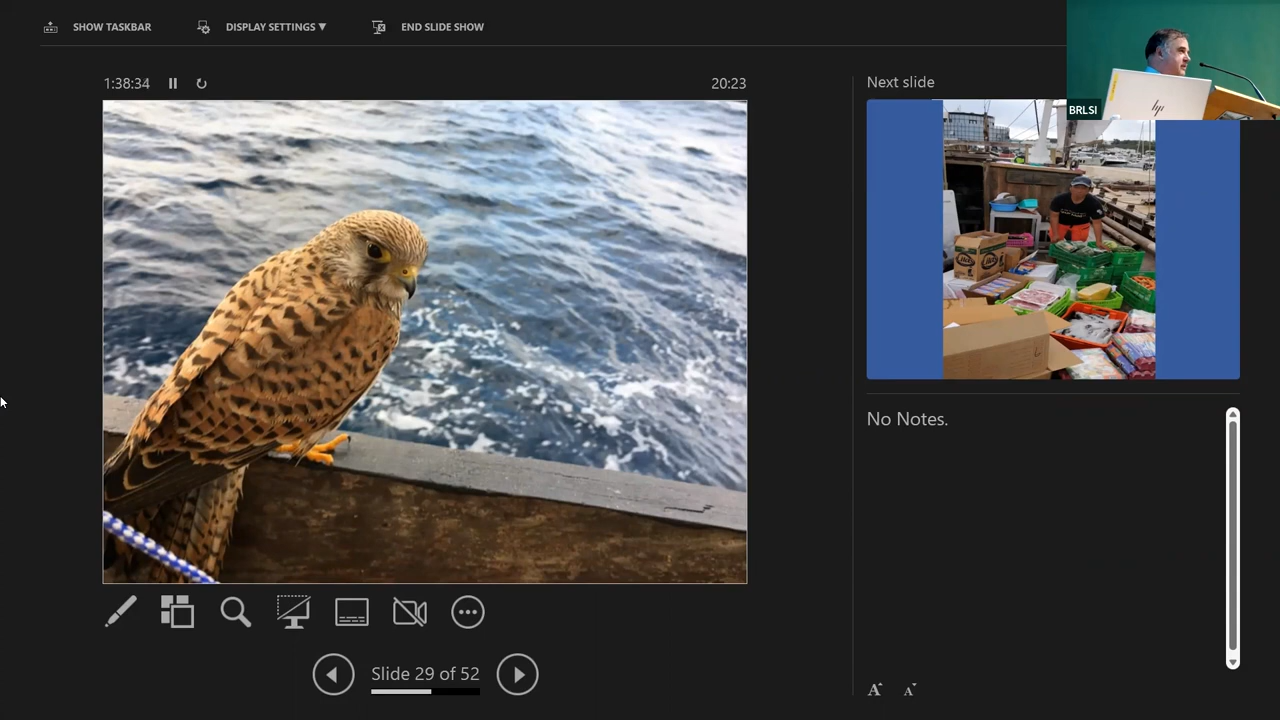 SHOW TASKBAR
DISPLAY SETTINGS ▼
END SLIDE SHOW
1:38:34
20:23
Next slide
BRLSI
hp
No Notes.
Slide 29 of 52
A
A